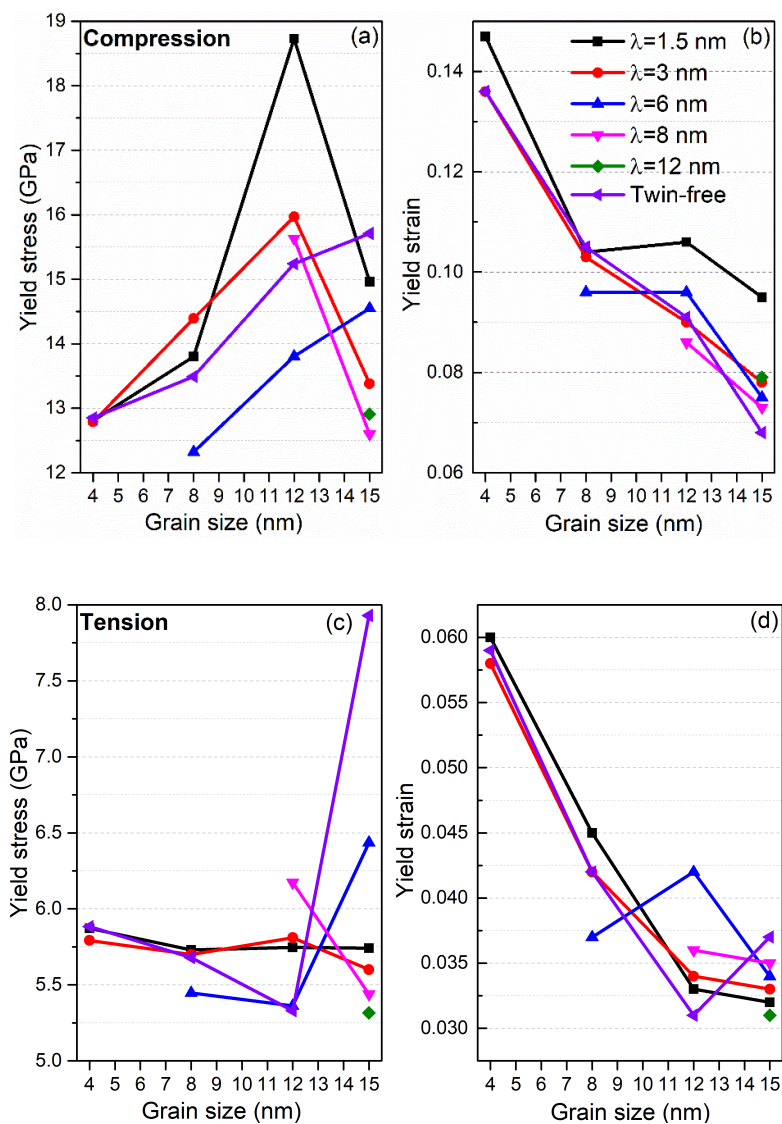 Compression
(a)
19
18
17
16
15
14
13
12
Yield stress (GPa)
4 5 6 7 8 9 10 11 12 13 14 15
Grain size (nm)
(b)
λ=1.5 nm
λ=3 nm
λ=6 nm
λ=8 nm
λ=12 nm
Twin-free
0.14
0.12
0.10
0.08
0.06
Yield strain
4 5 6 7 8 9 10 11 12 13 14 15
Grain size (nm)
Tension
(c)
8.0
7.5
7.0
6.5
6.0
5.5
5.0
Yield stress (GPa)
4 5 6 7 8 9 10 11 12 13 14 15
Grain size (nm)
(d)
0.060
0.055
0.050
0.045
0.040
0.035
0.030
Yield strain
4 5 6 7 8 9 10 11 12 13 14 15
Grain size (nm)